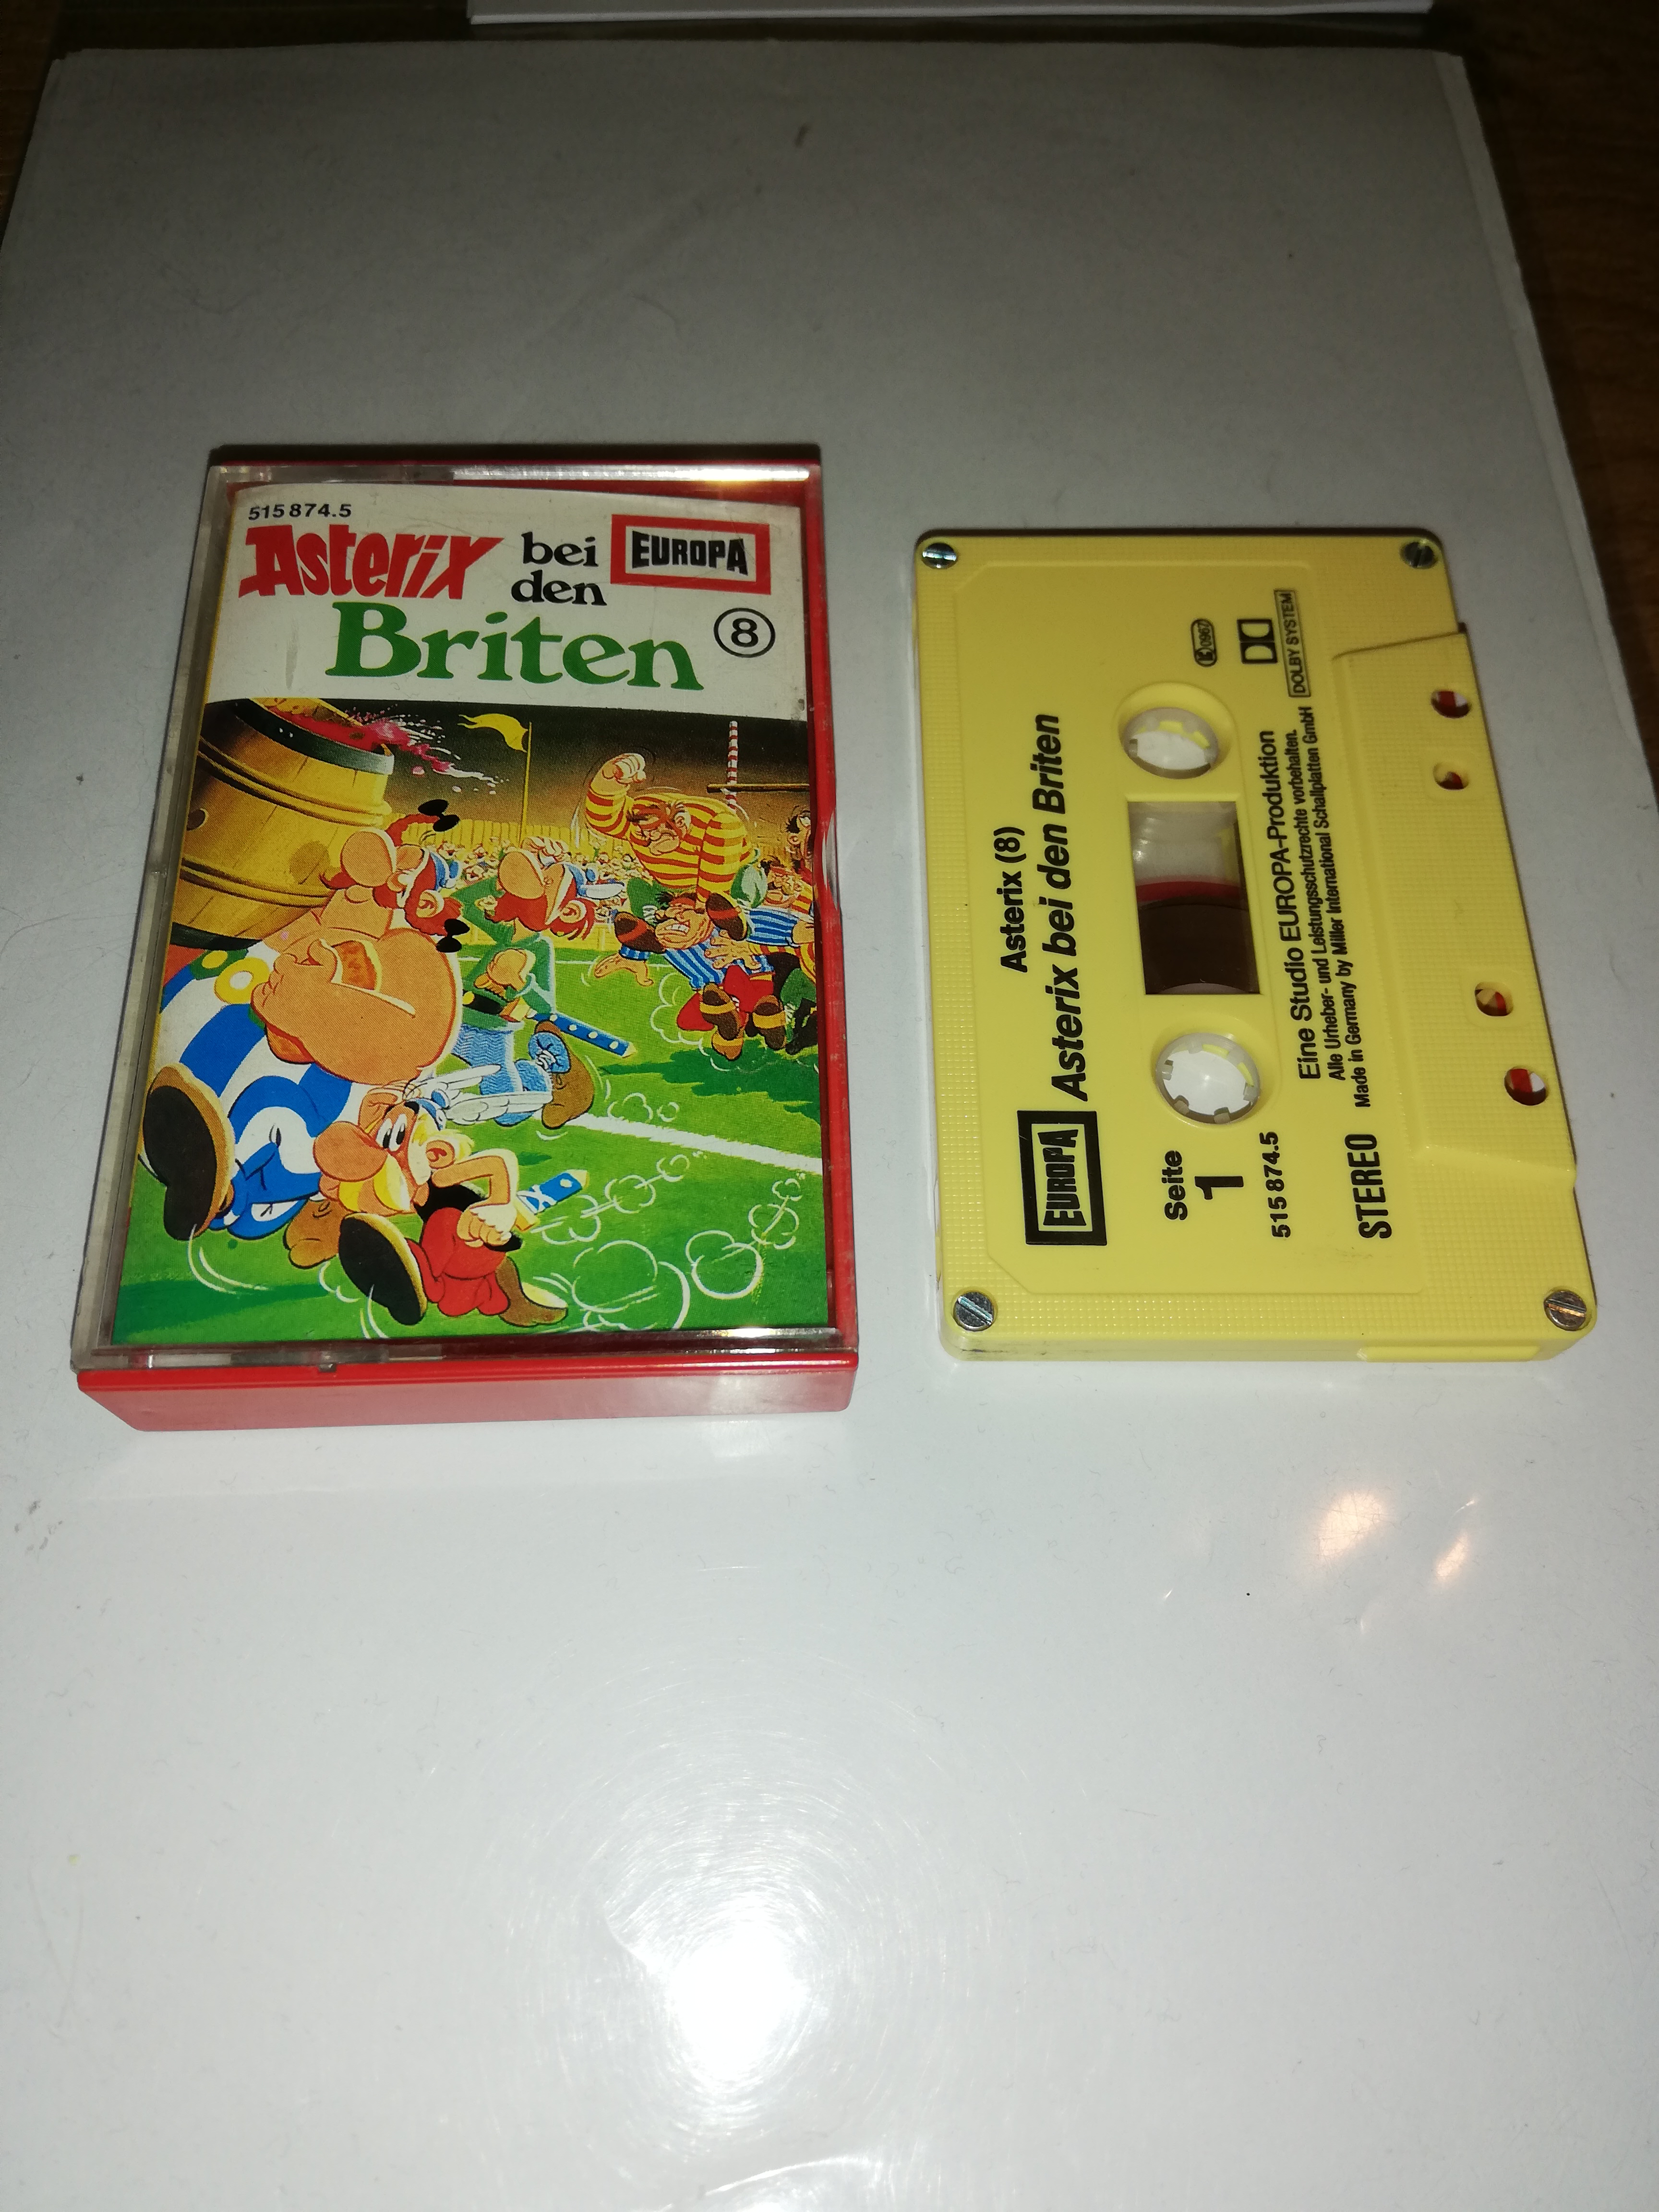 515 874.5
Asterix bei den
EUROPA
Briten
8
Asterix (8)
EUROPA Asterix bei den Briten
Seite
1
515 874.5
Eine Studio EUROPA-Produktion
Alle Urheber- und Leistungsschutzrechte vorbehalten.
Made in Germany by Miller International Schallplatten GmbH
STEREO
DOLBY SYSTEM